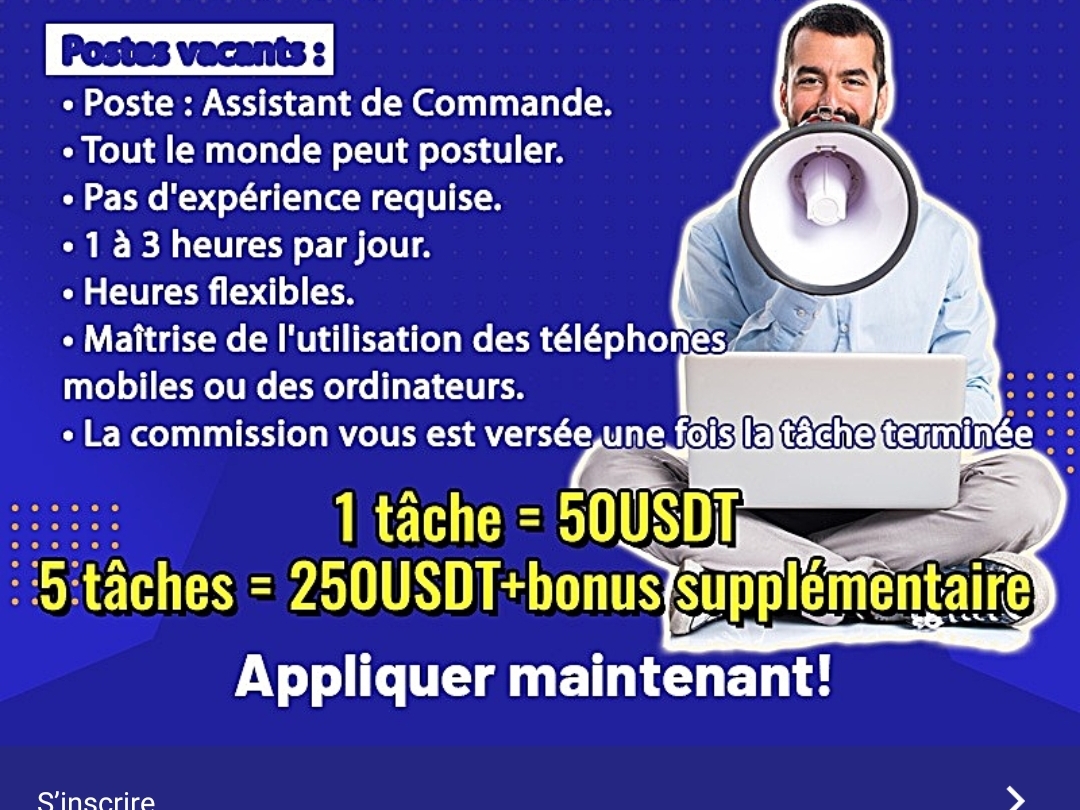 Postes vacants :
• Poste : Assistant de Commande.
• Tout le monde peut postuler.
• Pas d'expérience requise.
• 1 à 3 heures par jour.
• Heures flexibles.
• Maîtrise de l'utilisation des téléphones
mobiles ou des ordinateurs.
• La commission vous est versée une fois la tâche terminée
1 tâche = 50USDT
5 tâches = 250USDT+bonus supplémentaire
Appliquer maintenant!
S'inscrire